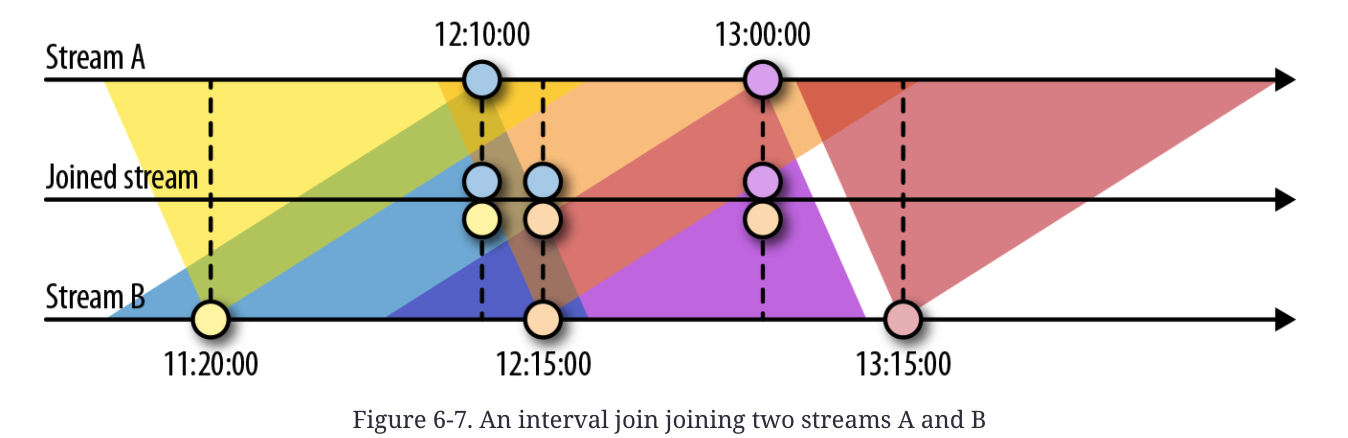 12:10:00 13:00:00
Stream A
Joined stream
Stream B
11:20:00 12:15:00 13:15:00
Figure 6-7. An interval join joining two streams A and B